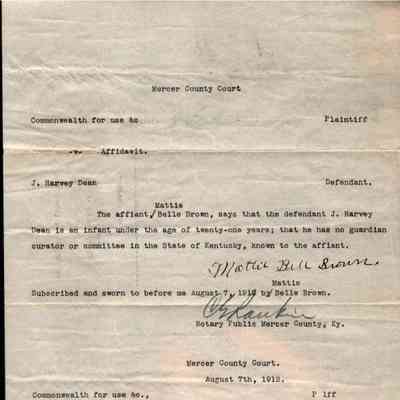 Mercer County Court
Commonwealth for use &c Plaintiff
-v- Affidavit.
J. Harvey Dean Defendant.
Mattie
The affiant,/Belle Brown, says that the defendant J. Harvey
Dean is an infant under the age of twenty-one years; that he has no guardian
curator or committee in the State of Kentucky, known to the affiant.
Mattie Bell Brown.
Mattie
Subscribed and sworn to before me August 7, 1912 by/Belle Brown.
Rankin
Notary Public Mercer County, Ky.
Mercer County Court.
August 7th, 1912.
Commonwealth for use &c., P lff